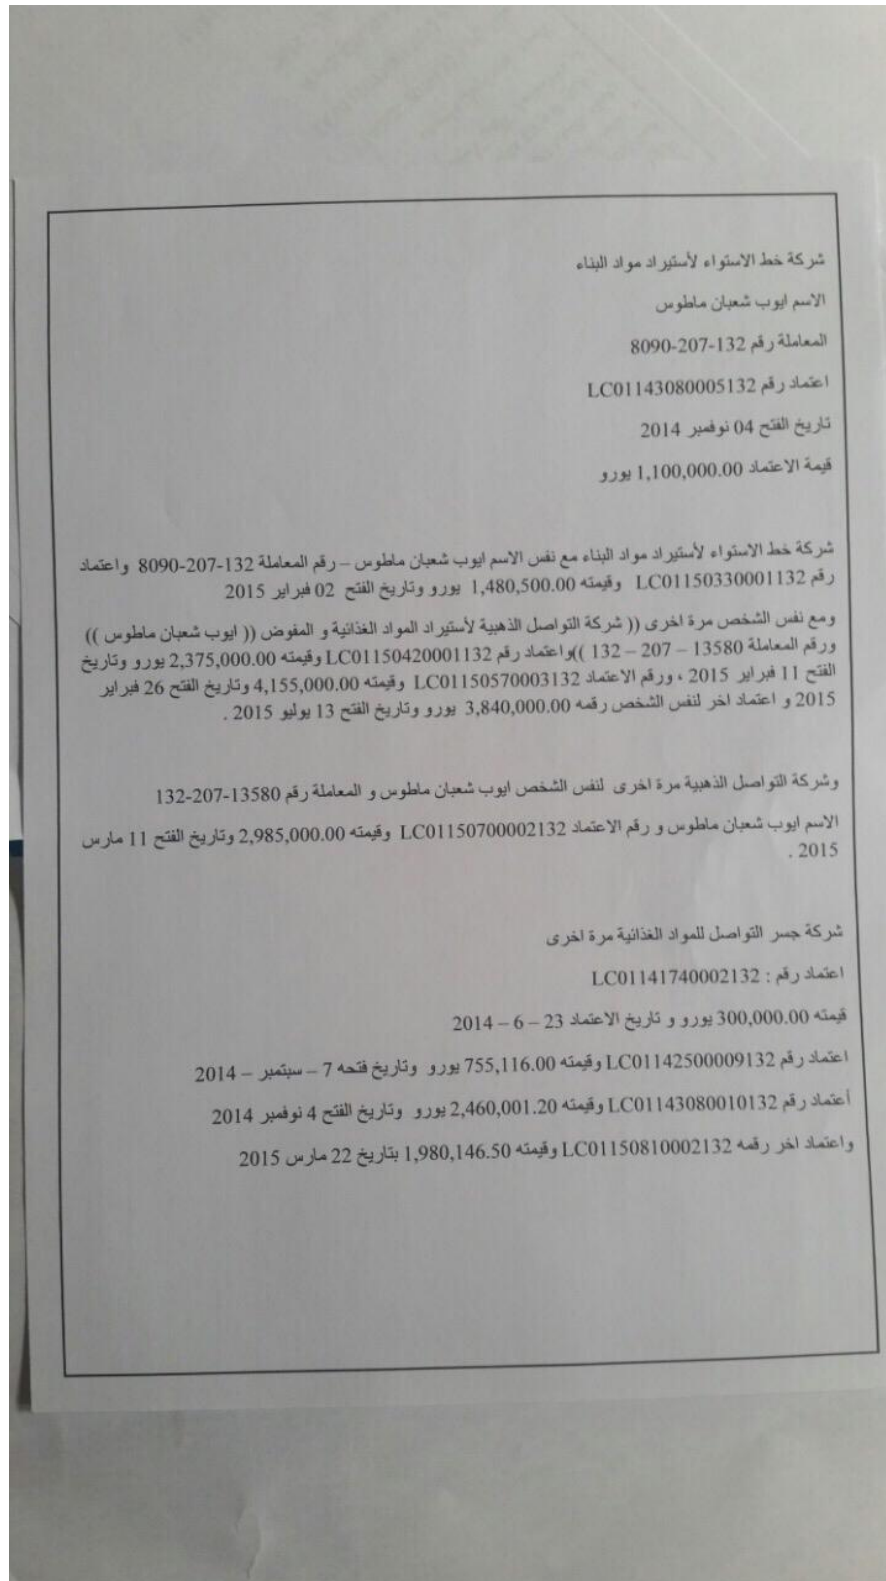 شركة خط الاستواء لأستيراد مواد البناء
الاسم ايوب شعبان ماطوس
المعاملة رقم 132-207-8090
اعتماد رقم LC01143080005132
تاريخ الفتح 04 نوفمبر 2014
قيمة الاعتماد 1,100,000.00 يورو
شركة خط الاستواء لأستيراد مواد البناء مع نفس الاسم ايوب شعبان ماطوس – رقم المعاملة 132-207-8090 واعتماد
رقم LC01150330001132 وقيمته 1,480,500.00 يورو وتاريخ الفتح 02 فبراير 2015
ومع نفس الشخص مرة اخرى (( شركة التواصل الذهبية لأستيراد المواد الغذائية و المفوض (( ايوب شعبان ماطوس ))
ورقم المعاملة 13580 – 207 – 132 ))واعتماد رقم LC01150420001132 وقيمته 2,375,000.00 يورو وتاريخ
الفتح 11 فبراير 2015 ، ورقم الاعتماد LC01150570003132 وقيمته 4,155,000.00 وتاريخ الفتح 26 فبراير
2015 و اعتماد اخر لنفس الشخص رقمه 3,840,000.00 يورو وتاريخ الفتح 13 يوليو 2015 .
وشركة التواصل الذهبية مرة اخرى لنفس الشخص ايوب شعبان ماطوس و المعاملة رقم 13580-207-132
الاسم ايوب شعبان ماطوس و رقم الاعتماد LC01150700002132 وقيمته 2,985,000.00 وتاريخ الفتح 11 مارس
2015 .
شركة جسر التواصل للمواد الغذائية مرة اخرى
اعتماد رقم : LC01141740002132
قيمته 300,000.00 يورو و تاريخ الاعتماد 23 – 6 – 2014
اعتماد رقم LC01142500009132 وقيمته 755,116.00 يورو وتاريخ فتحه 7 – سبتمبر – 2014
أعتماد رقم LC01143080010132 وقيمته 2,460,001.20 يورو وتاريخ الفتح 4 نوفمبر 2014
واعتماد اخر رقمه LC01150810002132 وقيمته 1,980,146.50 بتاريخ 22 مارس 2015